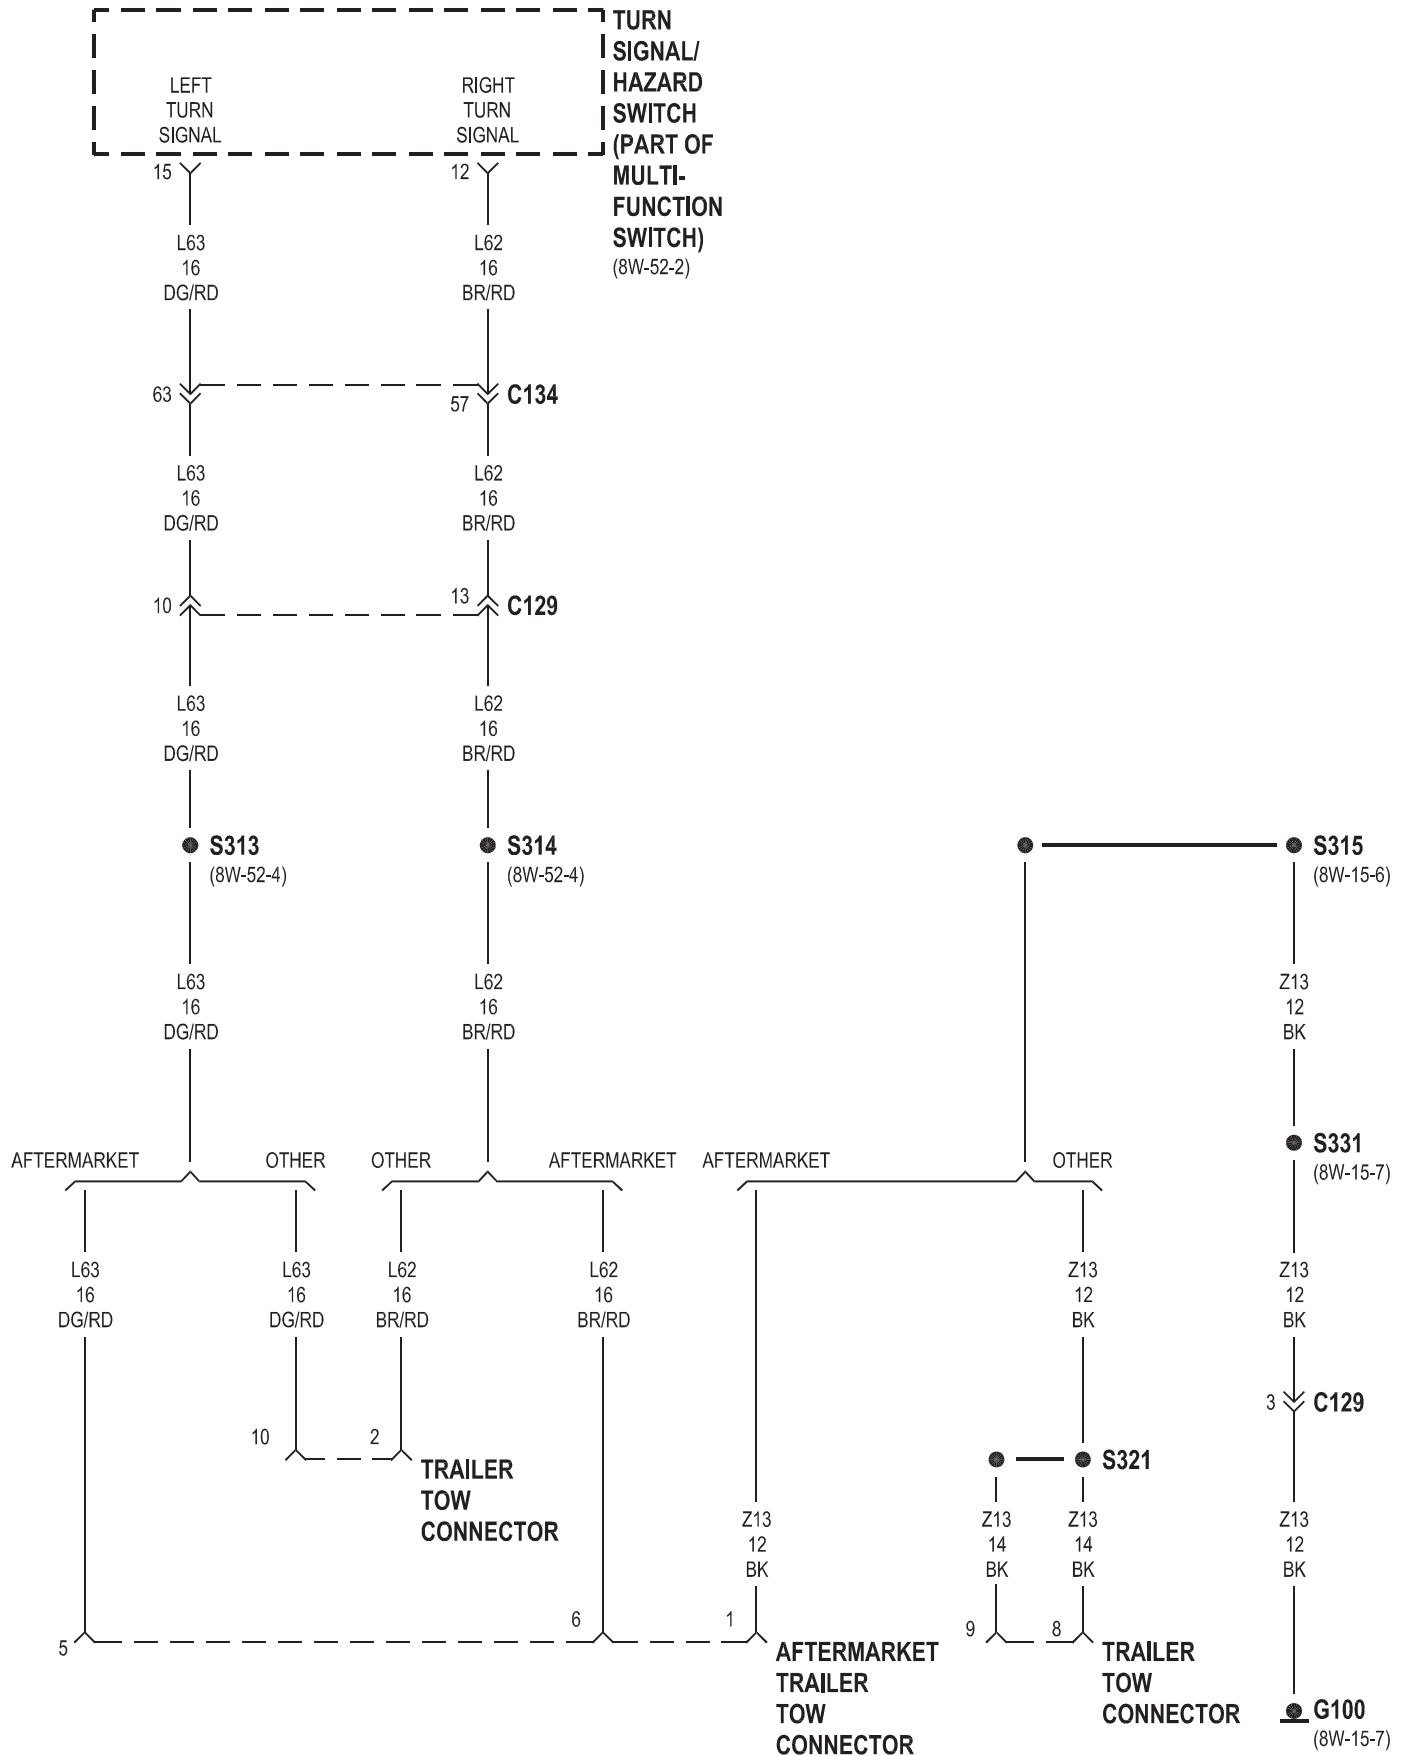 TURN
SIGNAL/
HAZARD
SWITCH
(PART OF
MULTI-
FUNCTION
SWITCH)
(8W-52-2)
LEFT
TURN
SIGNAL
RIGHT
TURN
SIGNAL
15
12
L63
16
DG/RD
L62
16
BR/RD
63
57
C134
L63
16
DG/RD
L62
16
BR/RD
10
13
C129
L63
16
DG/RD
L62
16
BR/RD
S313
(8W-52-4)
S314
(8W-52-4)
S315
(8W-15-6)
L63
16
DG/RD
L62
16
BR/RD
Z13
12
BK
S331
(8W-15-7)
AFTERMARKET
OTHER
OTHER
AFTERMARKET
AFTERMARKET
OTHER
L63
16
DG/RD
L63
16
DG/RD
L62
16
BR/RD
L62
16
BR/RD
Z13
12
BK
Z13
12
BK
3
C129
10
2
TRAILER
TOW
CONNECTOR
S321
Z13
12
BK
Z13
14
BK
Z13
14
BK
Z13
12
BK
5
6
1
AFTERMARKET
TRAILER
TOW
CONNECTOR
9
8
TRAILER
TOW
CONNECTOR
G100
(8W-15-7)